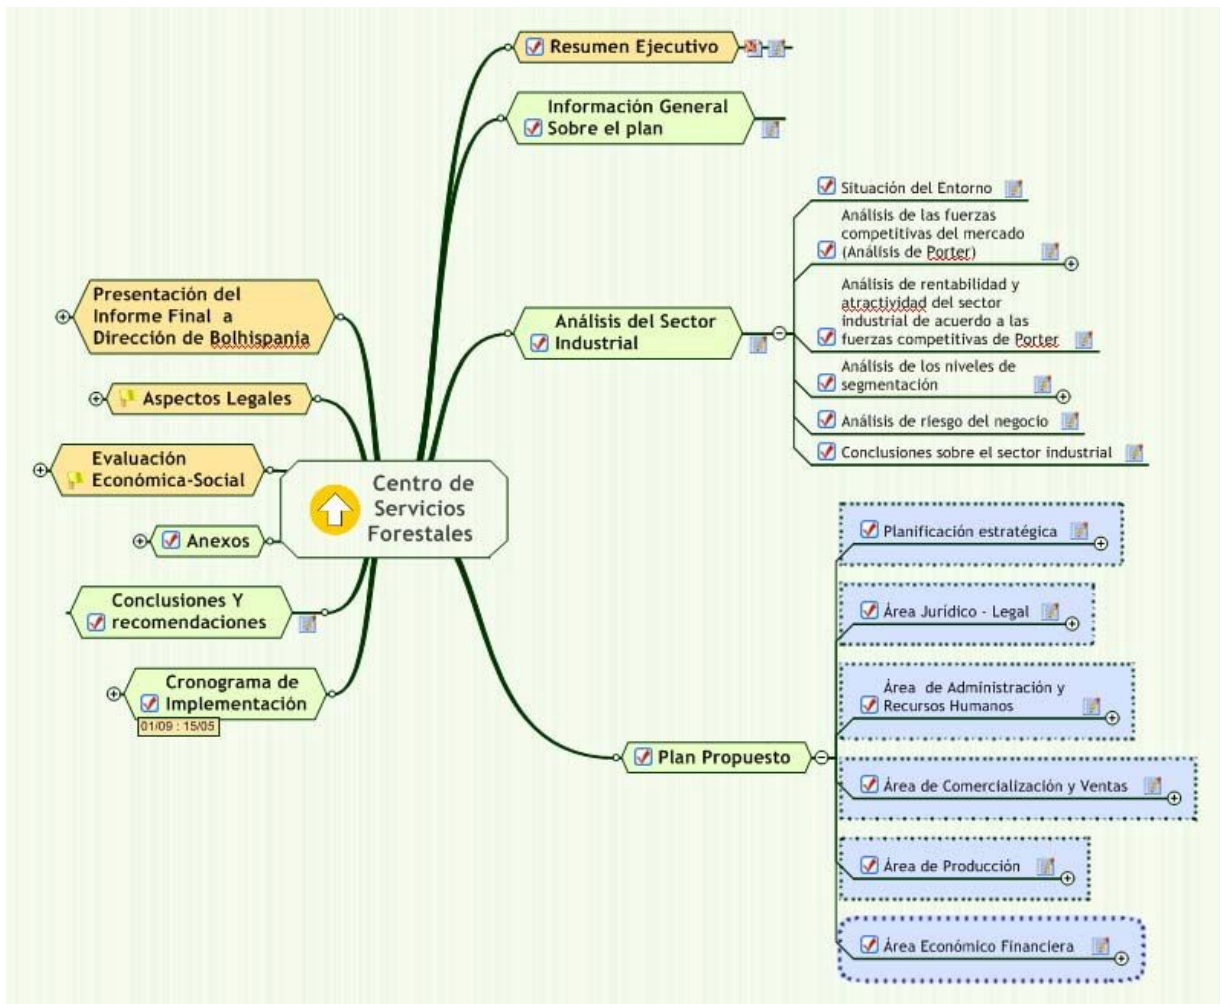 Resumen Ejecutivo
Información General
Sobre el plan
Situación del Entorno
Análisis de las fuerzas
competitivas del mercado
(Análisis de Porter)
Análisis de rentabilidad y
atractividad del sector
industrial de acuerdo a las
fuerzas competitivas de Porter
Análisis del Sector
Industrial
Análisis de los niveles de
segmentación
Análisis de riesgo del negocio
Conclusiones sobre el sector industrial
Presentación del
Informe Final a
Dirección de Bolhispania
Aspectos Legales
Evaluación
Económica-Social
Centro de
Servicios
Forestales
Anexos
Conclusiones Y
recomendaciones
Cronograma de
Implementación
01/09 : 15/05
Plan Propuesto
Planificación estratégica
Área Jurídico - Legal
Área de Administración y
Recursos Humanos
Área de Comercialización y Ventas
Área de Producción
Área Económico Financiera